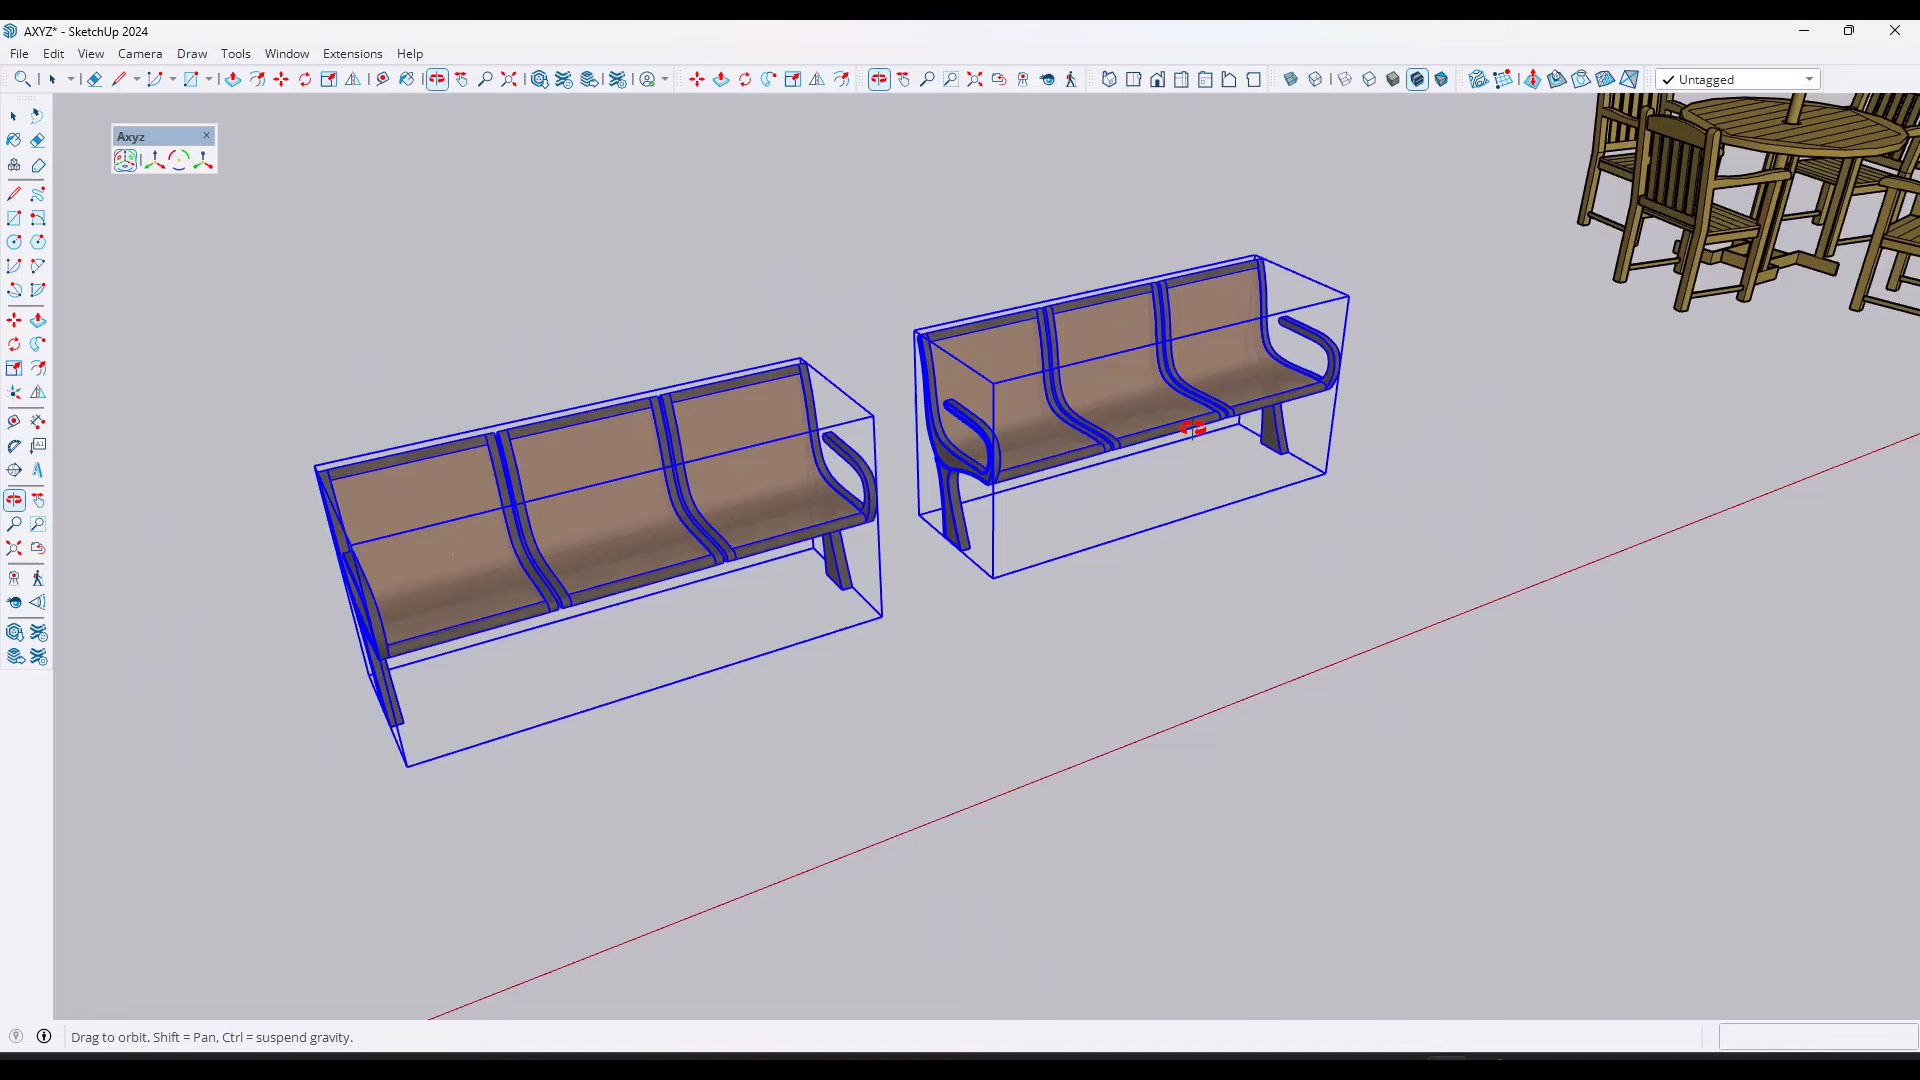 AXYZ* - SketchUp 2024
File Edit View Camera Draw Tools Window Extensions Help
Untagged
Axyz
Drag to orbit. Shift = Pan, Ctrl = suspend gravity.